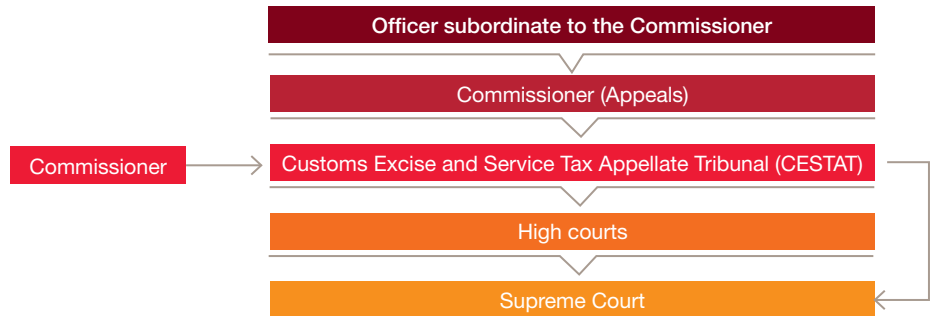 Officer subordinate to the Commissioner
Commissioner (Appeals)
Commissioner
Customs Excise and Service Tax Appellate Tribunal (CESTAT)
High courts
Supreme Court